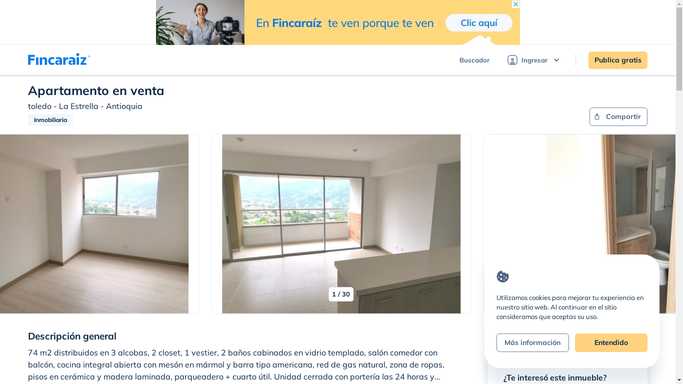 En Fincaraíz te ven porque te ven
Clic aquí
Fincaraíz
Buscador
Ingresar
Publica gratis
Apartamento en venta
toledo - La Estrella - Antioquia
Inmobiliaria
Compartir
1 / 30
Utilizamos cookies para mejorar tu experiencia en
nuestro sitio web. Al continuar en el sitio
consideramos que aceptas su uso.
Más información
Entendido
Descripción general
74 m2 distribuidos en 3 alcobas, 2 closet, 1 vestier, 2 baños cabinados en vidrio templado, salón comedor con
balcón, cocina integral abierta con mesón en mármol y barra tipo americana, red de gas natural, zona de ropas,
pisos en cerámica y madera laminada, parqueadero + cuarto útil. Unidad cerrada con portería las 24 horas y...
¿Te interesó este inmueble?